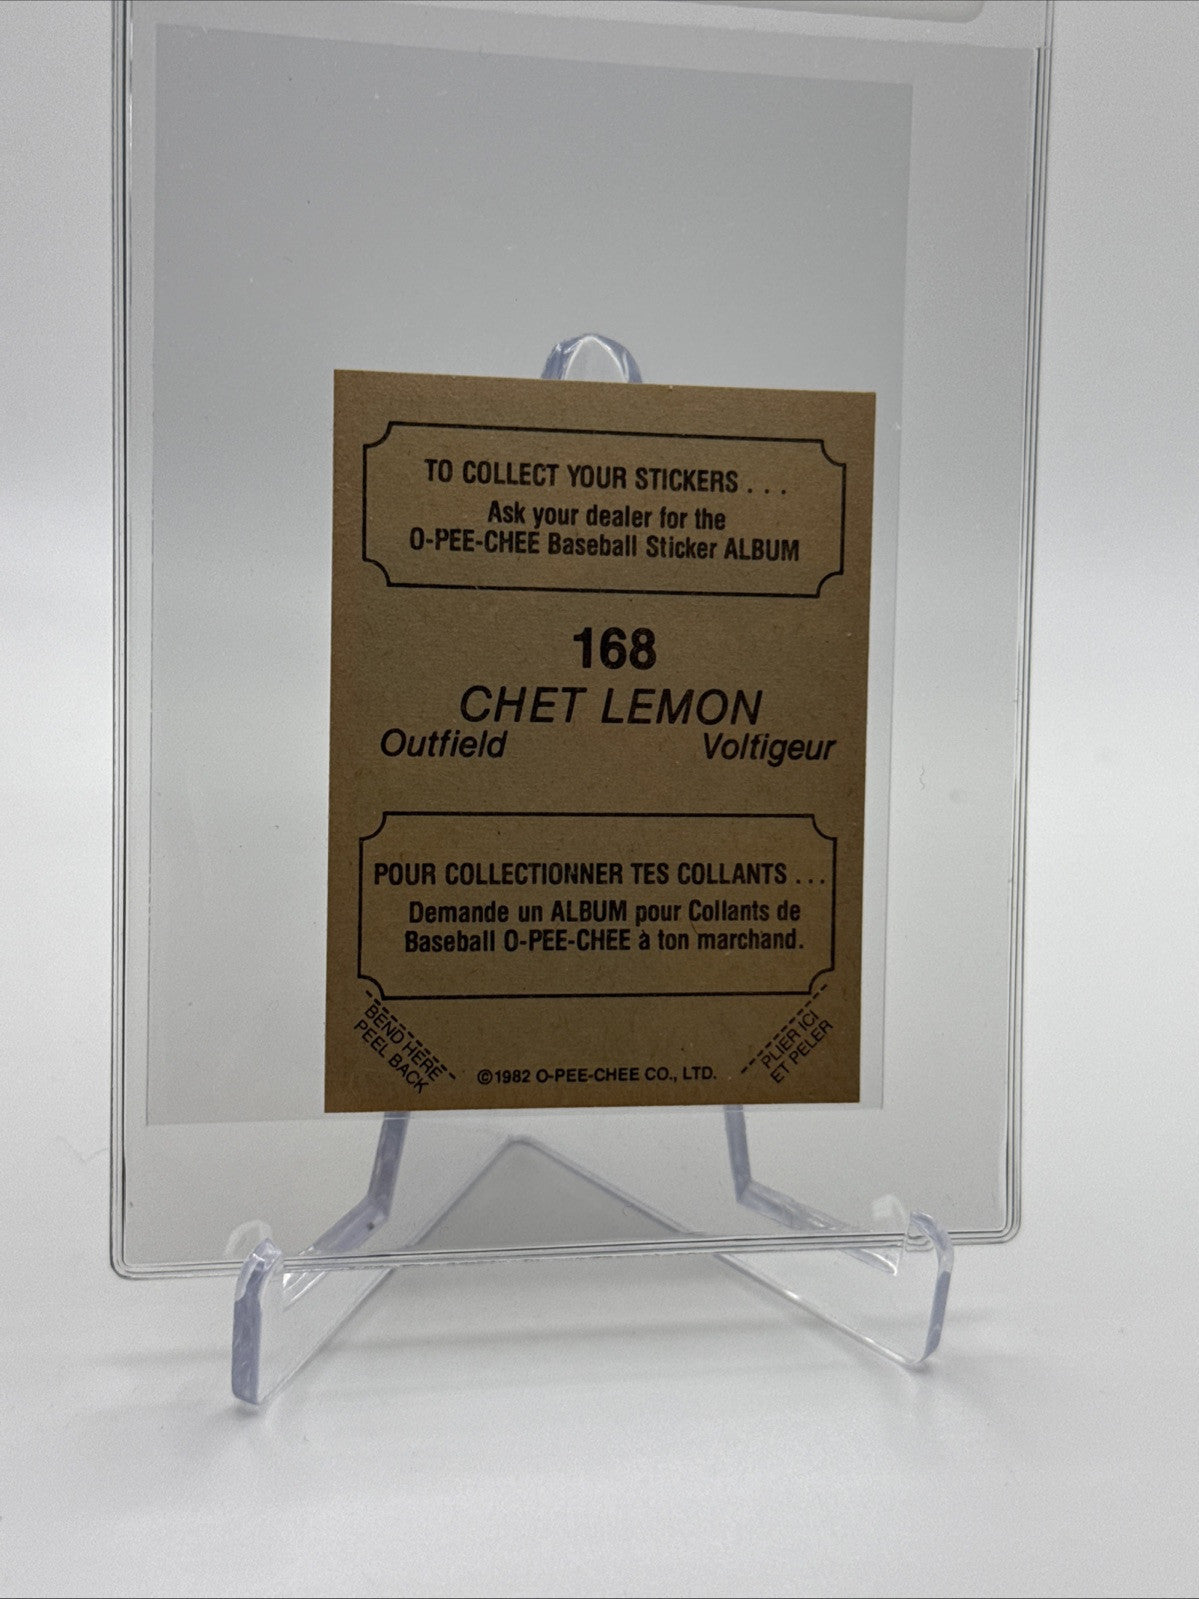 TO COLLECT YOUR STICKERS . . .
Ask your dealer for the
O-PEE-CHEE Baseball Sticker ALBUM
168
CHET LEMON
Outfield Voltigeur
POUR COLLECTIONNER TES COLLANTS . . .
Demande un ALBUM pour Collants de
Baseball O-PEE-CHEE à ton marchand.
BEND HERE
PEEL BACK
©1982 O-PEE-CHEE CO., LTD.
PLIER ICI
ET PELER